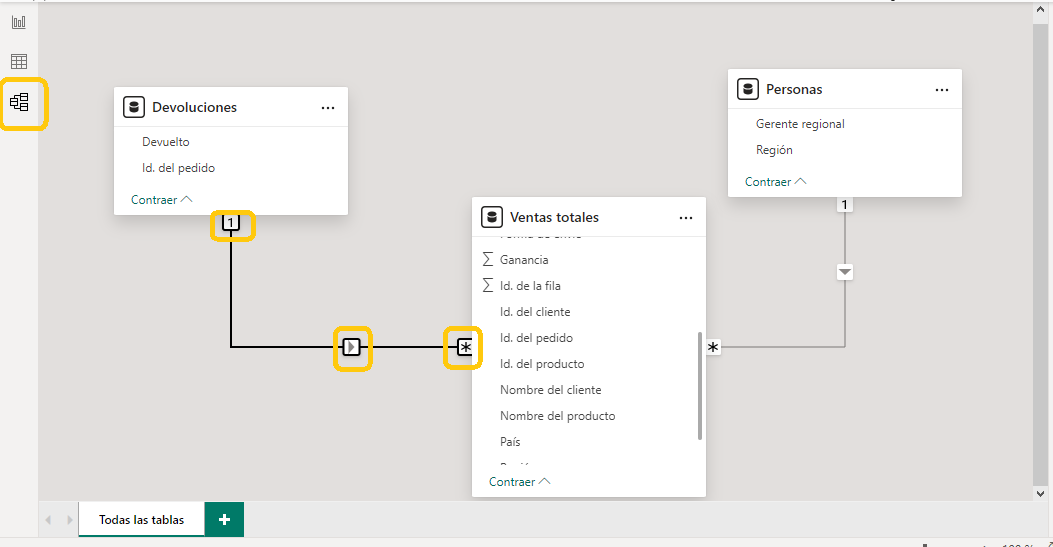 Devoluciones
Devuelto
Id. del pedido
Contraer
1
Personas
Gerente regional
Región
Contraer
1
Ventas totales
Ganancia
Id. de la fila
Id. del cliente
Id. del pedido
Id. del producto
Nombre del cliente
Nombre del producto
País
Contraer
*
*
Todas las tablas
+